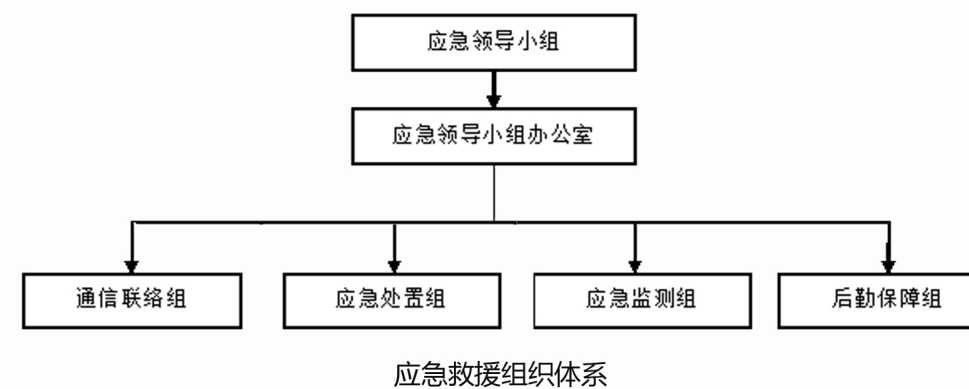 应急领导小组
应急领导小组办公室
通信联络组
应急处置组
应急监测组
后勤保障组
应急救援组织体系